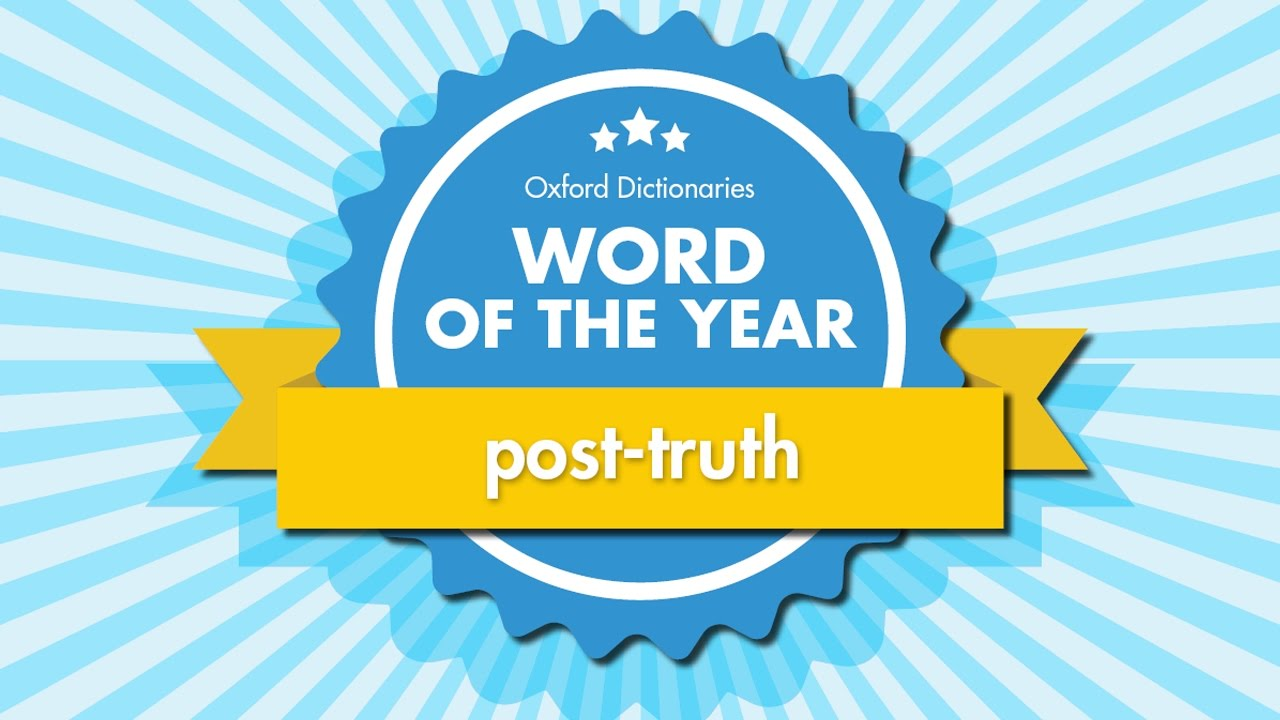 Oxford Dictionaries
WORD
OF THE YEAR
post-truth